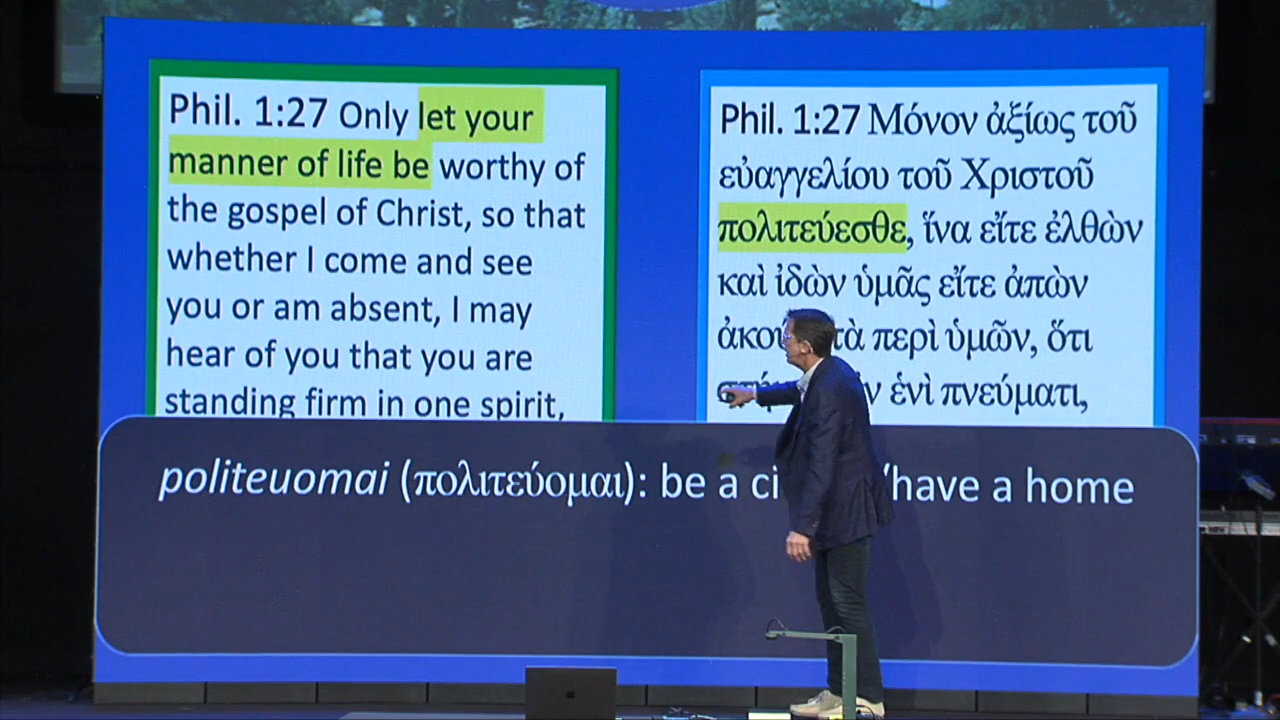 Phil. 1:27 Only let your
manner of life be worthy of
the gospel of Christ, so that
whether I come and see
you or am absent, I may
hear of you that you are
standing firm in one spirit,
Phil. 1:27 Μόνον ἀξίως τοῦ
εὐαγγελίου τοῦ Χριστοῦ
πολιτεύεσθε, ἵνα εἴτε ἐλθὼν
καὶ ἰδὼν ὑμᾶς εἴτε ἀπὼν
περὶ ὑμῶν, ὅτι
ἑνὶ πνεύματι,
politeuomai (πολιτεύομαι): be a /have a home